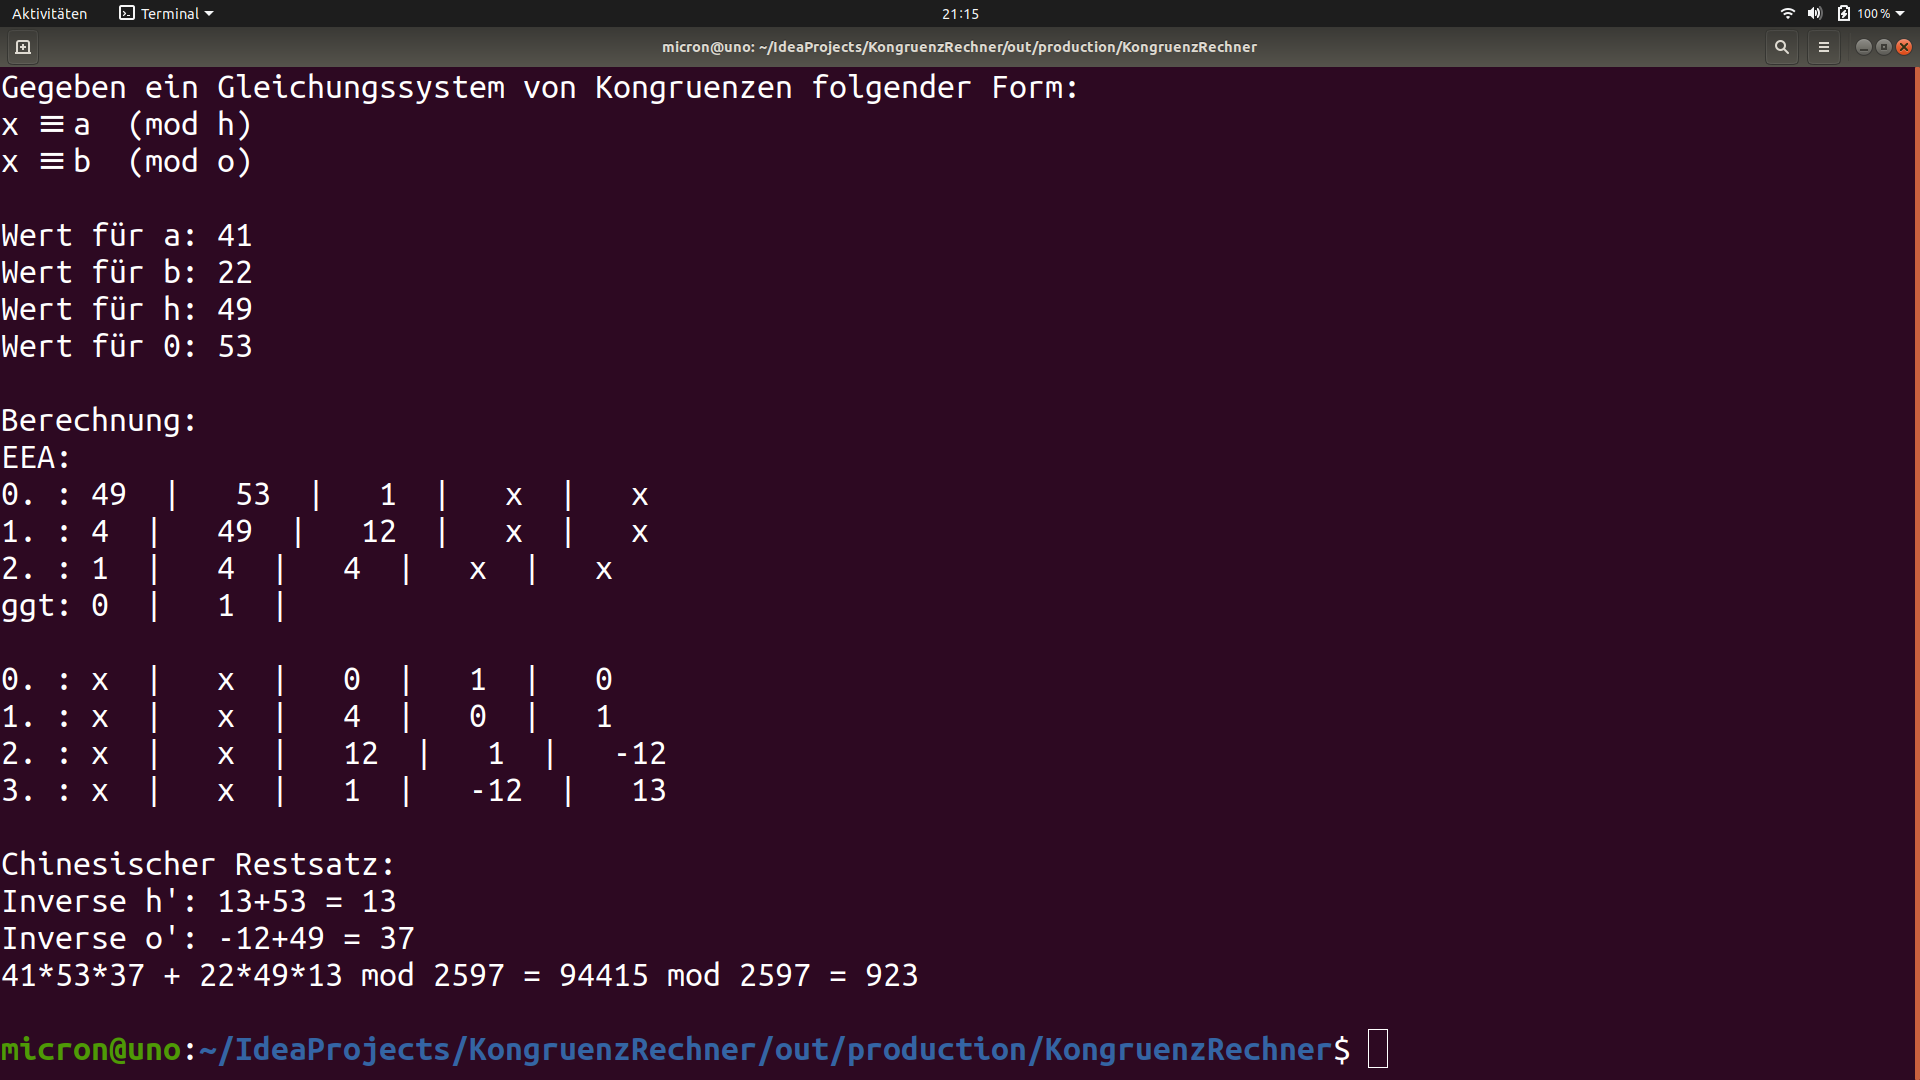 Aktivitäten Terminal 21:15 100 %
micron@uno: ~/IdeaProjects/KongruenzRechner/out/production/KongruenzRechner
Gegeben ein Gleichungssystem von Kongruenzen folgender Form:
x ≡ a  (mod h)
x ≡ b  (mod o)
Wert für a: 41
Wert für b: 22
Wert für h: 49
Wert für 0: 53
Berechnung:
EEA:
0. : 49  |   53  |   1  |   x  |   x
1. : 4  |   49  |   12  |   x  |   x
2. : 1  |   4  |   4  |   x  |   x
ggt: 0  |   1  |
0. : x  |   x  |   0  |   1  |   0
1. : x  |   x  |   4  |   0  |   1
2. : x  |   x  |   12  |   1  |   -12
3. : x  |   x  |   1  |   -12  |   13
Chinesischer Restsatz:
Inverse h': 13+53 = 13
Inverse o': -12+49 = 37
41*53*37 + 22*49*13 mod 2597 = 94415 mod 2597 = 923
micron@uno:~/IdeaProjects/KongruenzRechner/out/production/KongruenzRechner$